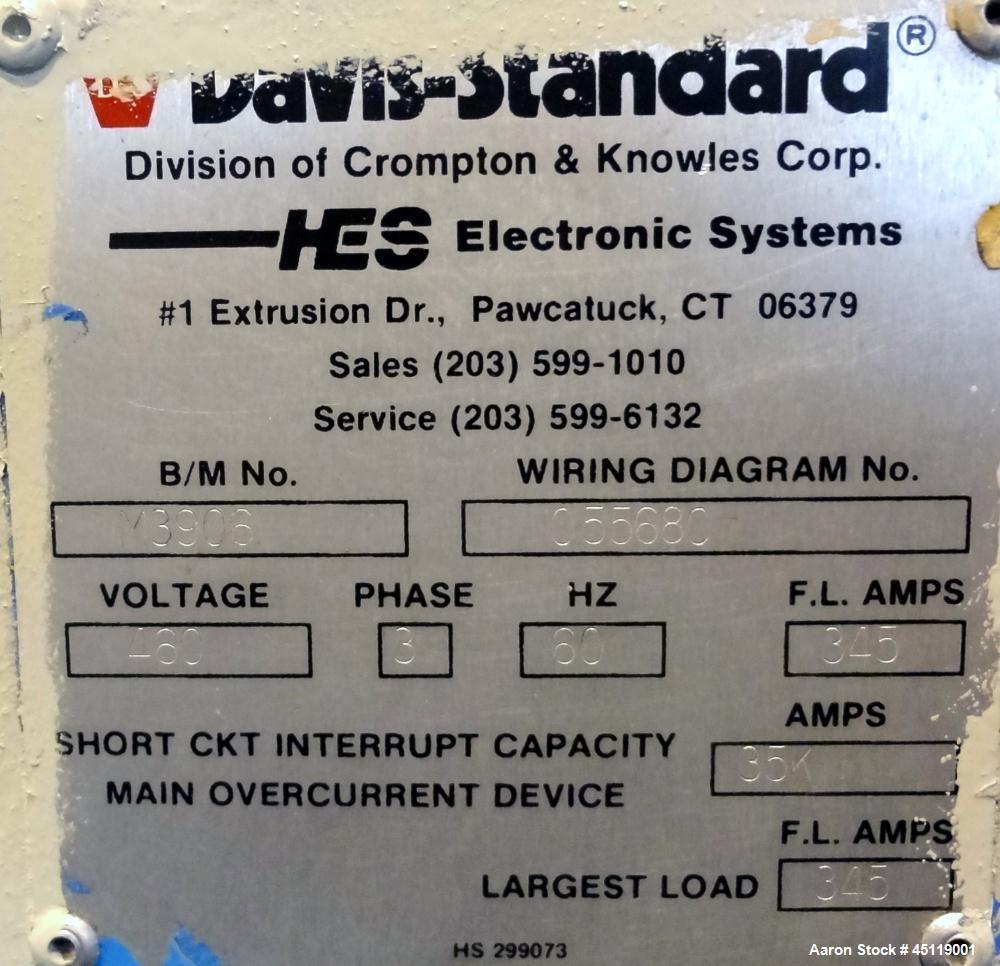 Davis-Standard®
Division of Crompton & Knowles Corp.
HES Electronic Systems
#1 Extrusion Dr., Pawcatuck, CT 06379
Sales (203) 599-1010
Service (203) 599-6132
B/M No. WIRING DIAGRAM No.
M3906 O5568C
VOLTAGE PHASE HZ F.L. AMPS
460 3 60 345
AMPS
SHORT CKT INTERRUPT CAPACITY 35K
MAIN OVERCURRENT DEVICE
F.L. AMPS
LARGEST LOAD 345
HS 299073
Aaron Stock # 45119001